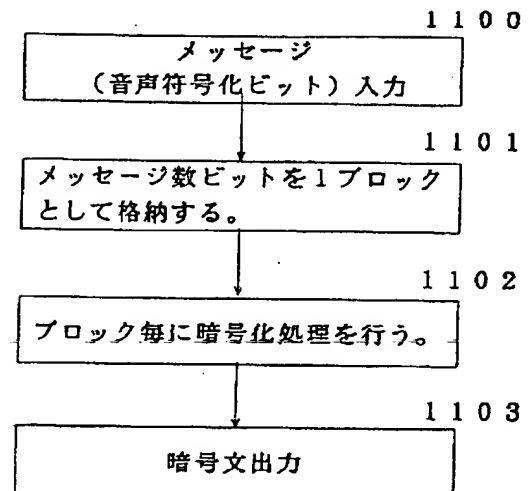 1100
メッセージ
(音声符号化ビット)入力
1101
メッセージ数ビットを1ブロック
として格納する。
1102
ブロック毎に暗号化処理を行う。
1103
暗号文出力